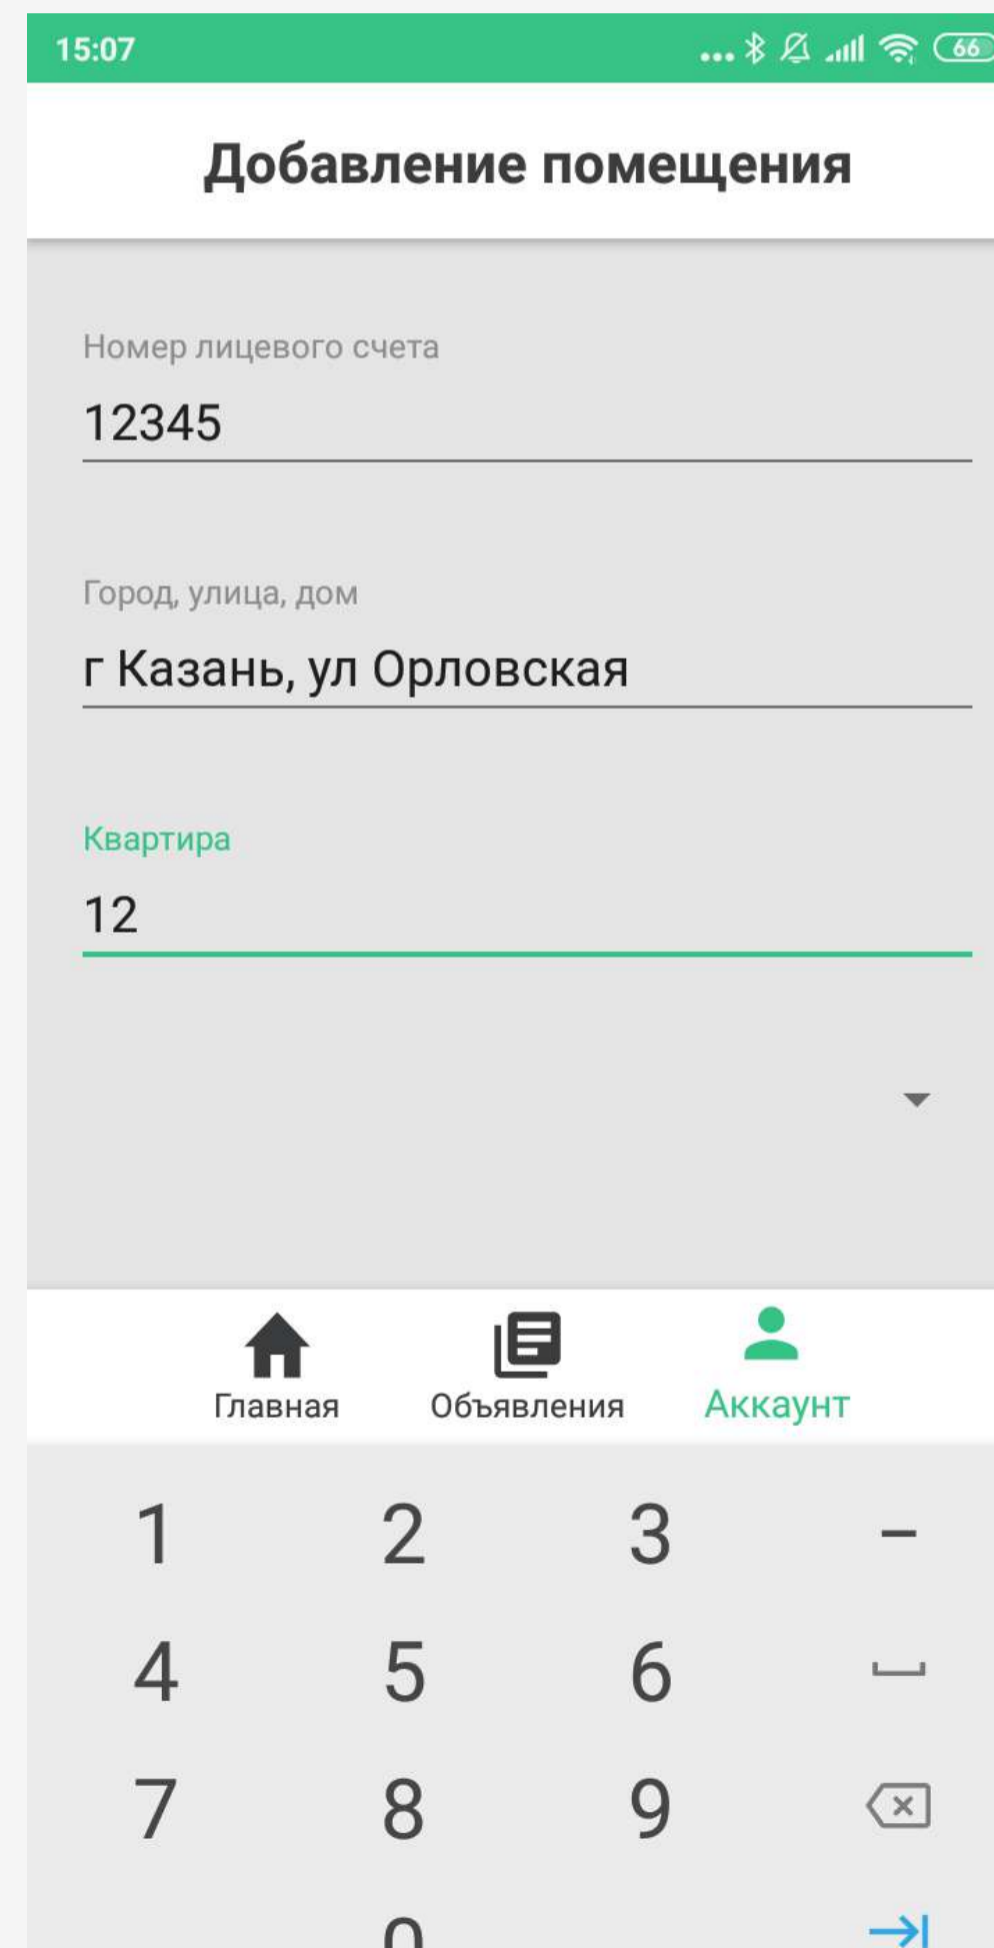 15:07
66
Добавление помещения
Номер лицевого счета
12345
Город, улица, дом
г Казань, ул Орловская
Квартира
12
Главная Объявления Аккаунт
1 2 3 –
4 5 6
7 8 9
0